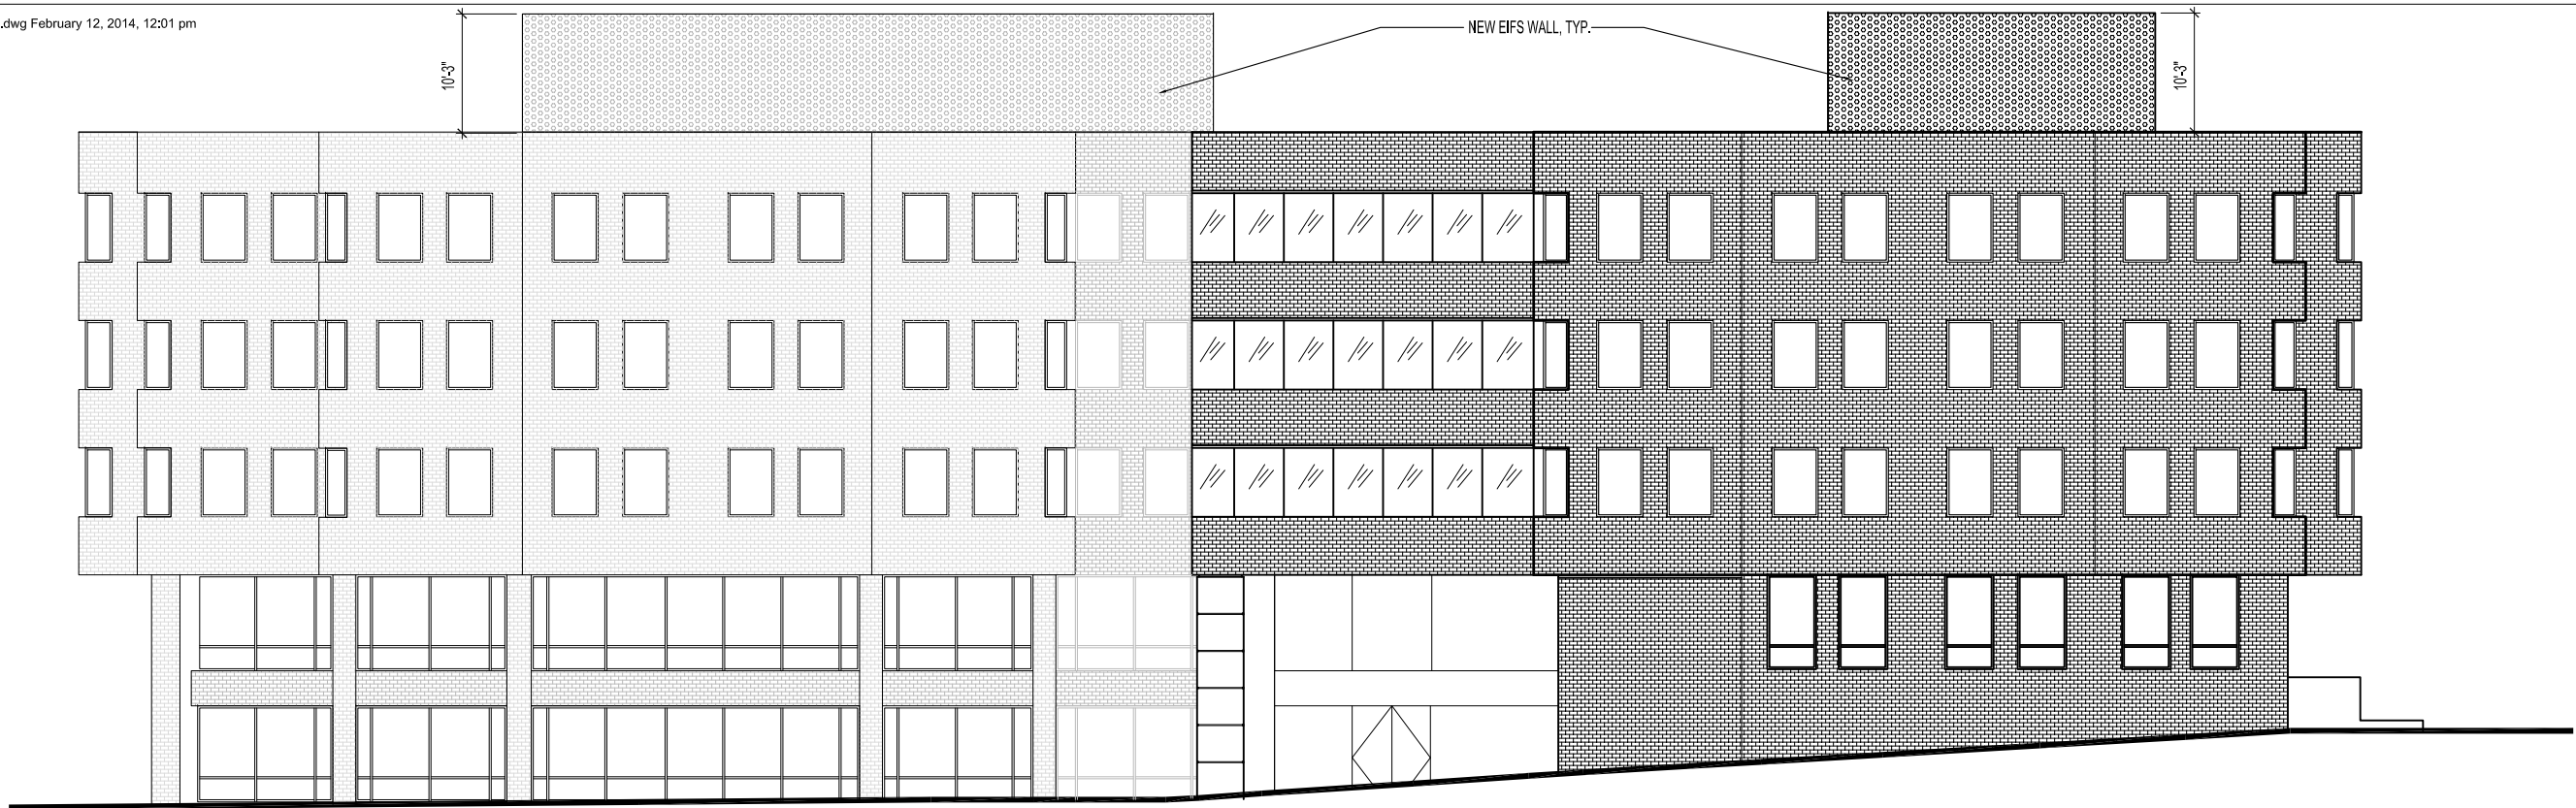 .dwg February 12, 2014, 12:01 pm
NEW EIFS WALL, TYP.
10'-3"
10'-3"